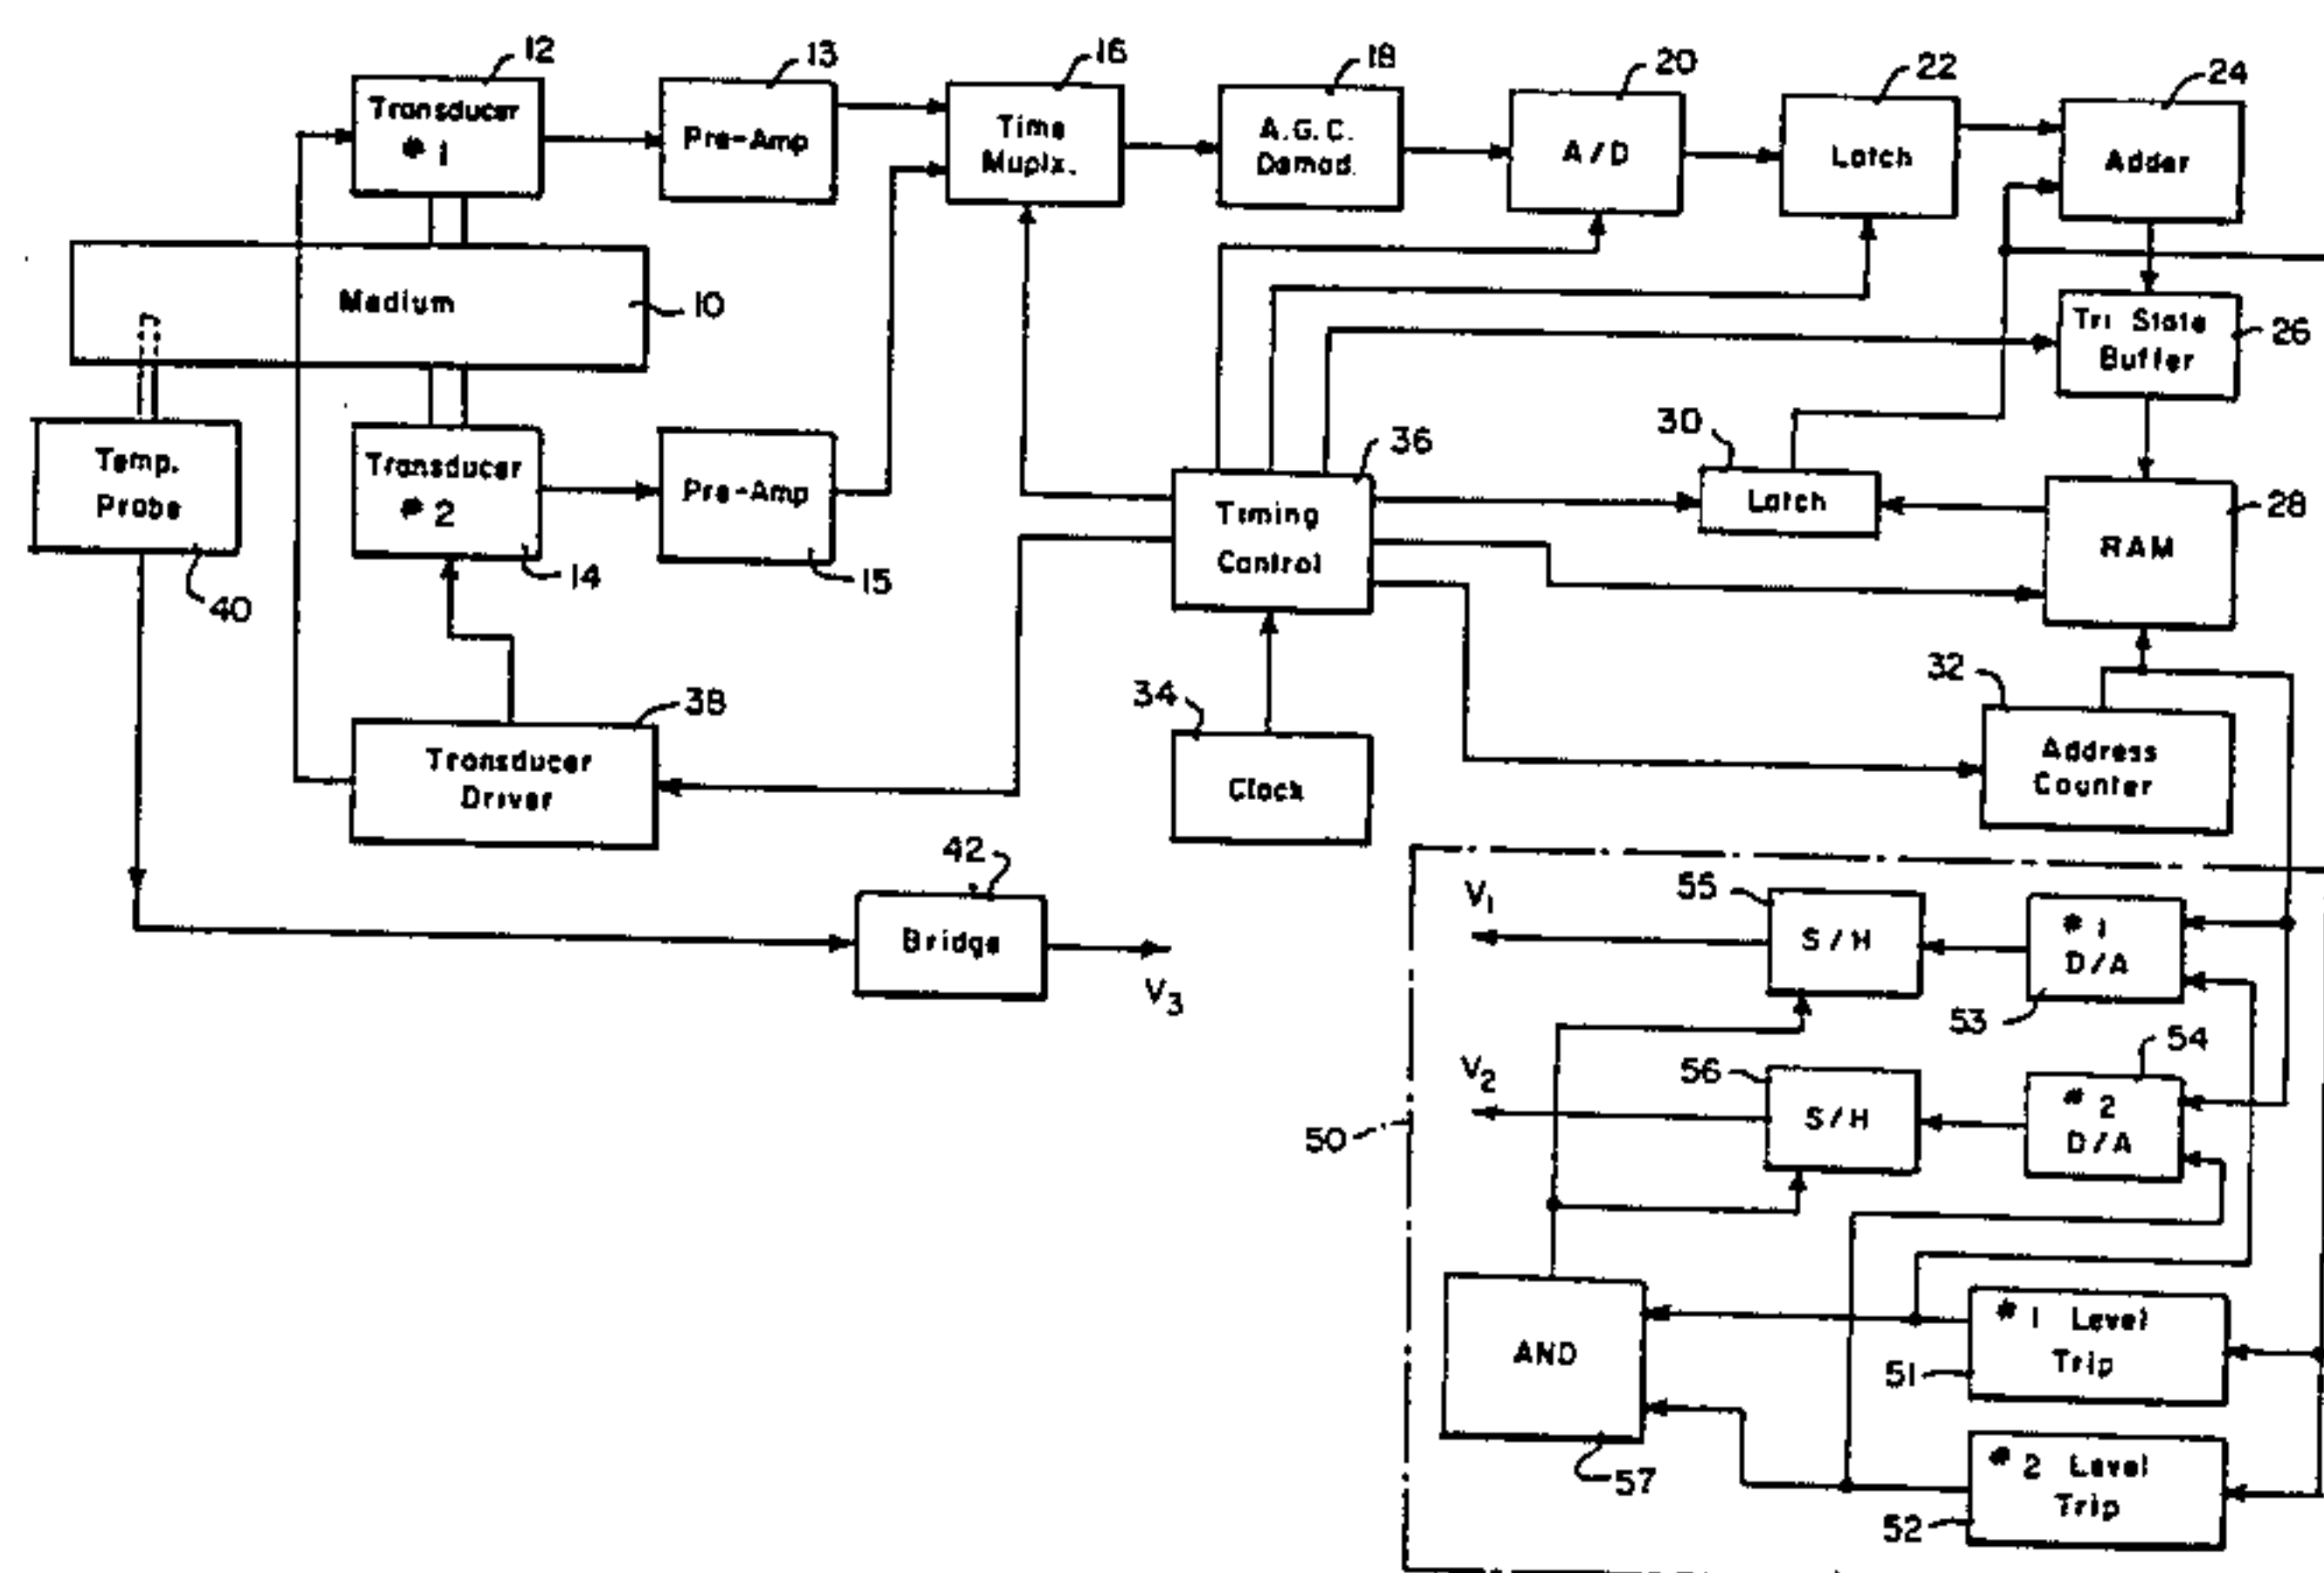 12
13
16
18
20
22
24
Transducer
# 1
Pre-Amp
Time
Muplx.
A.G.C.
Demod.
A/D
Latch
Adder
Medium
10
Tri State
Buffer
26
Temp.
Probe
40
Transducer
# 2
14
Pre-Amp
15
36
Timing
Control
30
Latch
RAM
28
38
Transducer
Driver
34
Clock
32
Address
Counter
42
Bridge
V3
50
V1
55
S/H
# 1
D/A
53
V2
56
S/H
54
# 2
D/A
AND
57
# 1 Level
Trip
51
# 2 Level
Trip
52